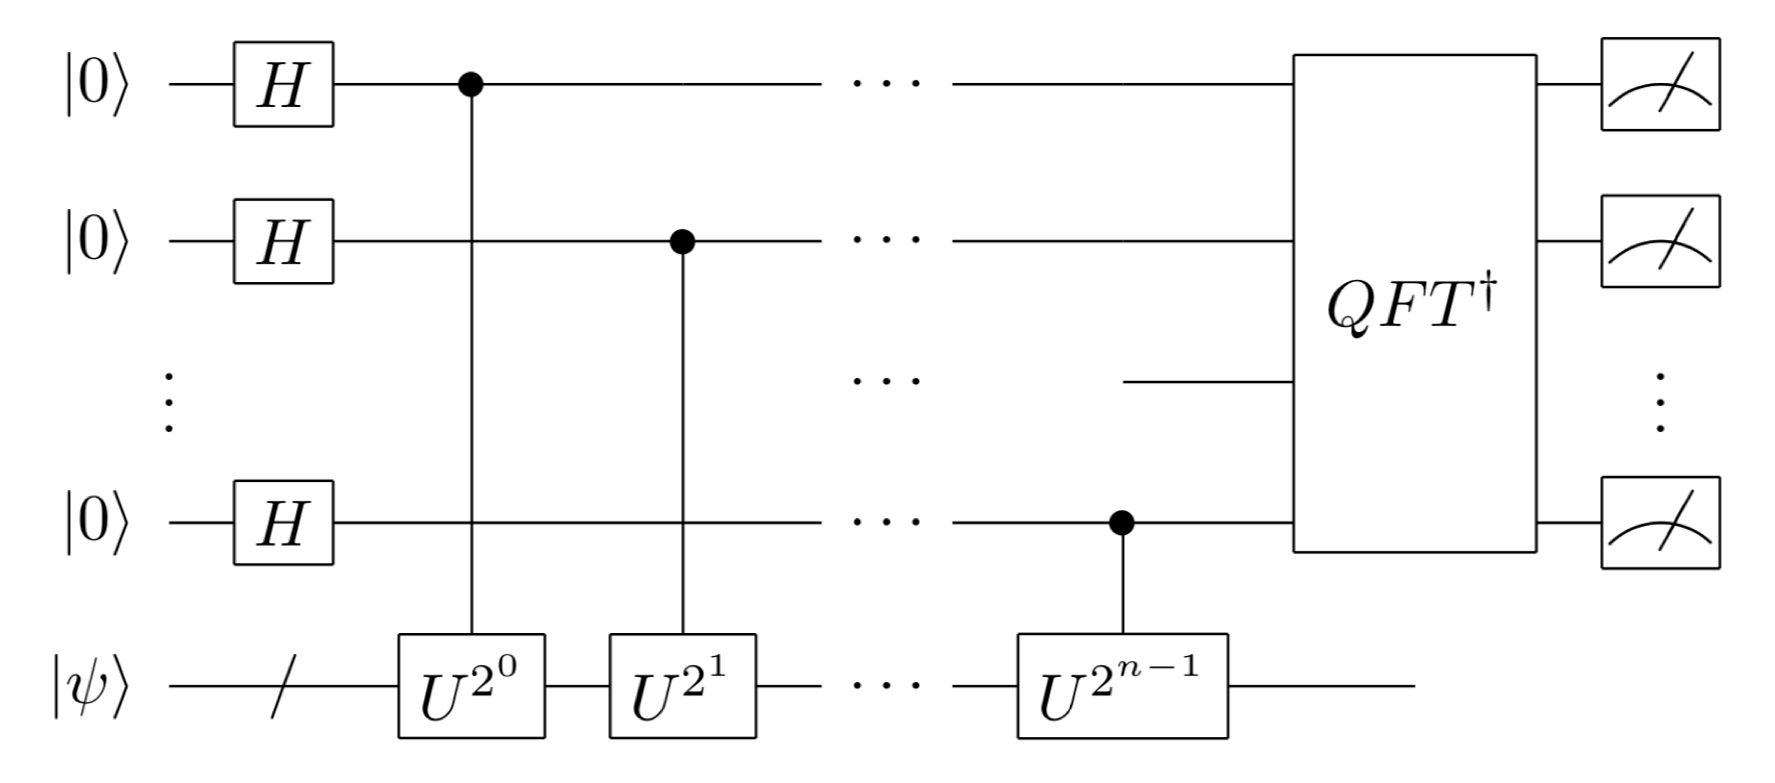 |0⟩ H ⋯
|0⟩ H ⋯
QFT†
⋮ ⋯ ⋮
|0⟩ H ⋯
|ψ⟩ U^{2^0} U^{2^1} ⋯ U^{2^{n−1}}